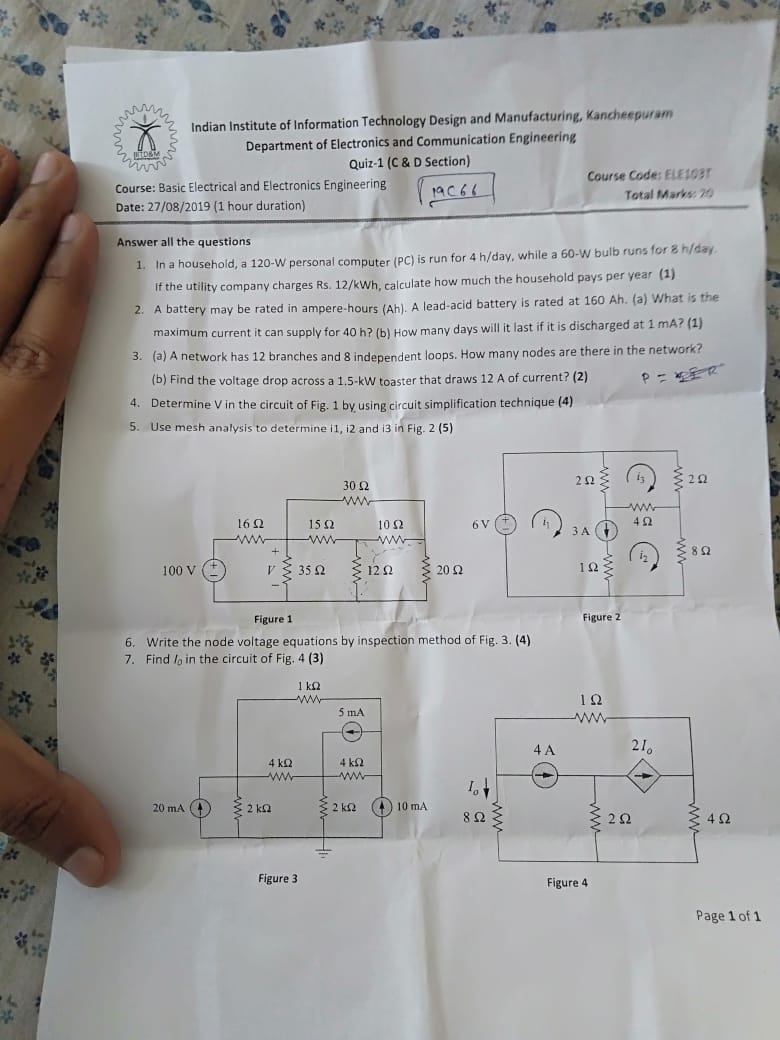 IIITD&M
Indian Institute of Information Technology Design and Manufacturing, Kancheepuram
Department of Electronics and Communication Engineering
Quiz-1 (C & D Section)
Course: Basic Electrical and Electronics Engineering
19C66
Course Code: ELE103T
Date: 27/08/2019 (1 hour duration)
Total Marks: 20
Answer all the questions
1. In a household, a 120-W personal computer (PC) is run for 4 h/day, while a 60-W bulb runs for 8 h/day.
If the utility company charges Rs. 12/kWh, calculate how much the household pays per year (1)
2. A battery may be rated in ampere-hours (Ah). A lead-acid battery is rated at 160 Ah. (a) What is the
maximum current it can supply for 40 h? (b) How many days will it last if it is discharged at 1 mA? (1)
3. (a) A network has 12 branches and 8 independent loops. How many nodes are there in the network?
(b) Find the voltage drop across a 1.5-kW toaster that draws 12 A of current? (2)
P =
4. Determine V in the circuit of Fig. 1 by using circuit simplification technique (4)
5. Use mesh analysis to determine i1, i2 and i3 in Fig. 2 (5)
30 Ω
16 Ω 15 Ω 10 Ω
100 V + − + V − 35 Ω 12 Ω 20 Ω
Figure 1
2 Ω i₃ 2 Ω
6 V + − i₁ 3 A 4 Ω
1 Ω i₂ 8 Ω
Figure 2
6. Write the node voltage equations by inspection method of Fig. 3. (4)
7. Find I₀ in the circuit of Fig. 4 (3)
1 kΩ
5 mA
4 kΩ 4 kΩ
20 mA 2 kΩ 2 kΩ 10 mA
Figure 3
1 Ω
4 A 2I₀
I₀
8 Ω 2 Ω 4 Ω
Figure 4
Page 1 of 1